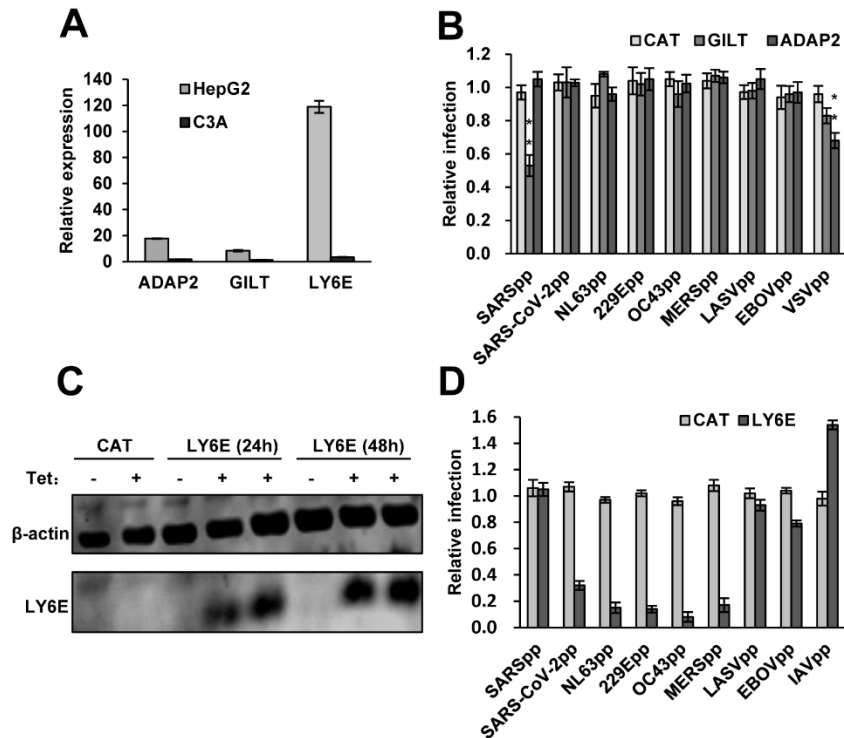 A
Relative expression
140
120
100
80
60
40
20
0
HepG2
C3A
ADAP2 GILT LY6E
B
Relative infection
1.2
1.0
0.8
0.6
0.4
0.2
0.0
CAT GILT ADAP2
* *
* *
SARSpp
SARS-CoV-2pp
NL63pp
229Epp
OC43pp
MERSpp
LASVpp
EBOVpp
VSVpp
C
CAT LY6E (24h) LY6E (48h)
Tet: - + - + + - + +
β-actin
LY6E
D
Relative infection
1.6
1.4
1.2
1.0
0.8
0.6
0.4
0.2
0.0
CAT LY6E
SARSpp
SARS-CoV-2pp
NL63pp
229Epp
OC43pp
MERSpp
LASVpp
EBOVpp
IAVpp